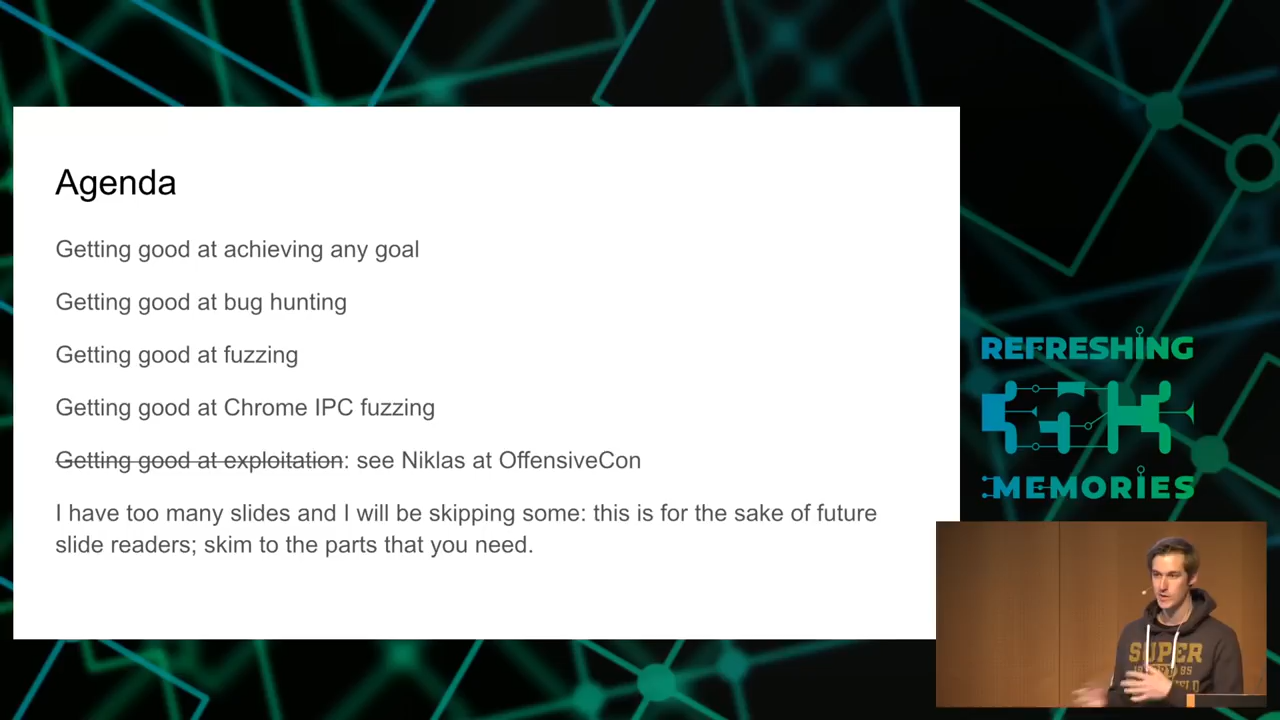 Agenda
Getting good at achieving any goal
Getting good at bug hunting
Getting good at fuzzing
Getting good at Chrome IPC fuzzing
Getting good at exploitation: see Niklas at OffensiveCon
I have too many slides and I will be skipping some: this is for the sake of future
slide readers; skim to the parts that you need.
REFRESHING
MEMORIES
SUPER